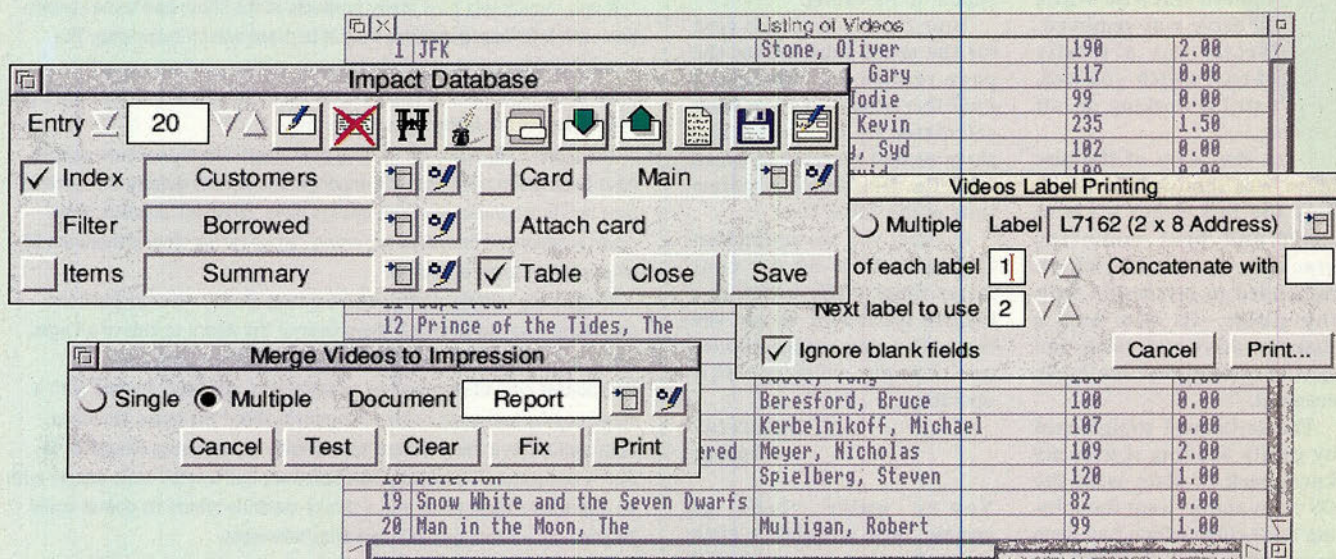 Listing of Videos
1 JFK Stone, Oliver 190 2.00
Gary 117 0.00
Jodie 99 0.00
Kevin 235 1.50
Syd 102 0.00
Impact Database
Entry 20
Index Customers Card Main
Filter Borrowed Attach card
Items Summary Table Close Save
Videos Label Printing
Multiple Label L7162 (2 x 8 Address)
of each label 1 Concatenate with
Next label to use 2
Ignore blank fields Cancel Print...
12 Prince of the Tides, The
Merge Videos to Impression
Single Multiple Document Report
Cancel Test Clear Fix Print
Beresford, Bruce 100 0.00
Kerbelnikoff, Michael 107 0.00
ered Meyer, Nicholas 109 2.00
Spielberg, Steven 120 1.00
19 Snow White and the Seven Dwarfs 82 0.00
20 Man in the Moon, The Mulligan, Robert 99 1.00